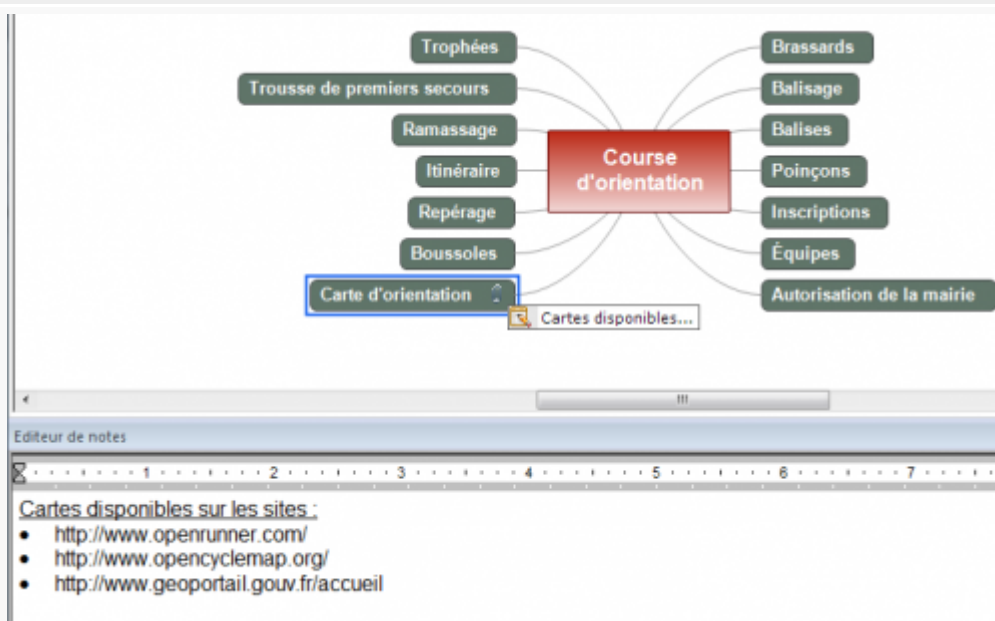 Trophées
Trousse de premiers secours
Ramassage
Itinéraire
Repérage
Boussoles
Carte d'orientation
Course
d'orientation
Brassards
Balisage
Balises
Poinçons
Inscriptions
Équipes
Autorisation de la mairie
Cartes disponibles...
Editeur de notes
1 2 3 4 5 6 7
Cartes disponibles sur les sites :
• http://www.openrunner.com/
• http://www.opencyclemap.org/
• http://www.geoportail.gouv.fr/accueil